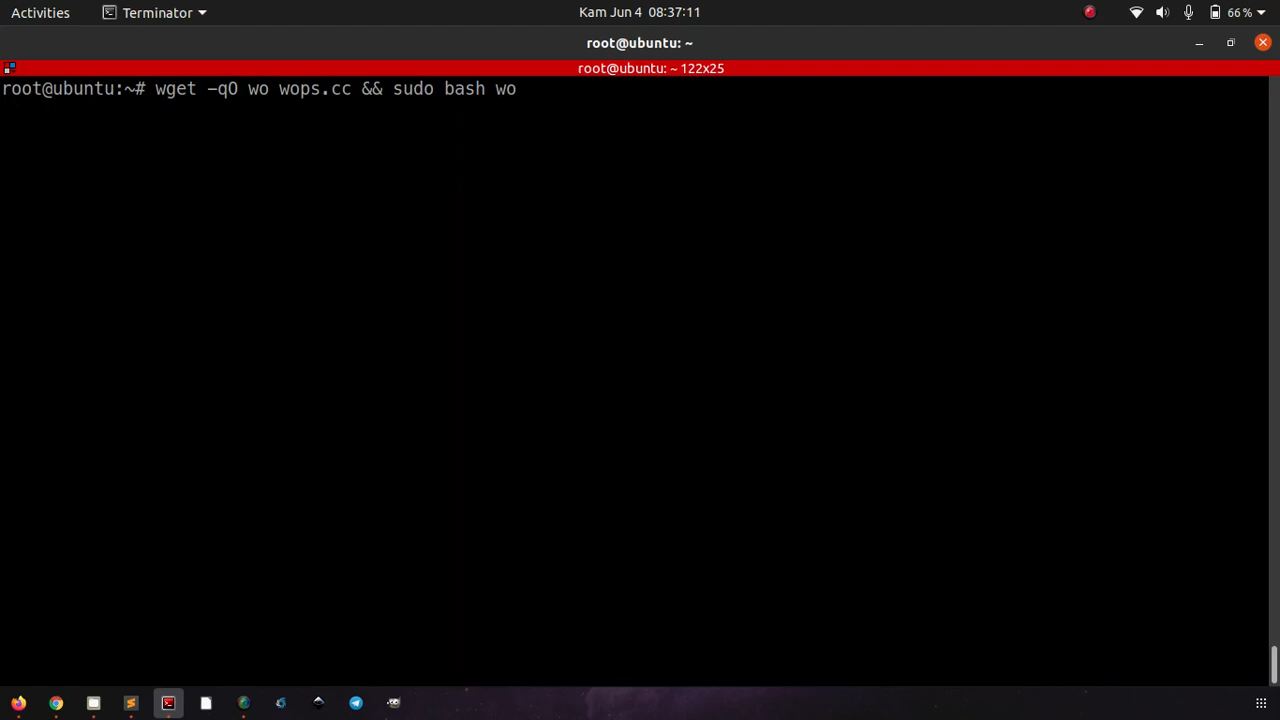 Activities Terminator Kam Jun 4 08:37:11 66%
root@ubuntu: ~
root@ubuntu: ~ 122x25
root@ubuntu:~# wget -qO wo wops.cc && sudo bash wo